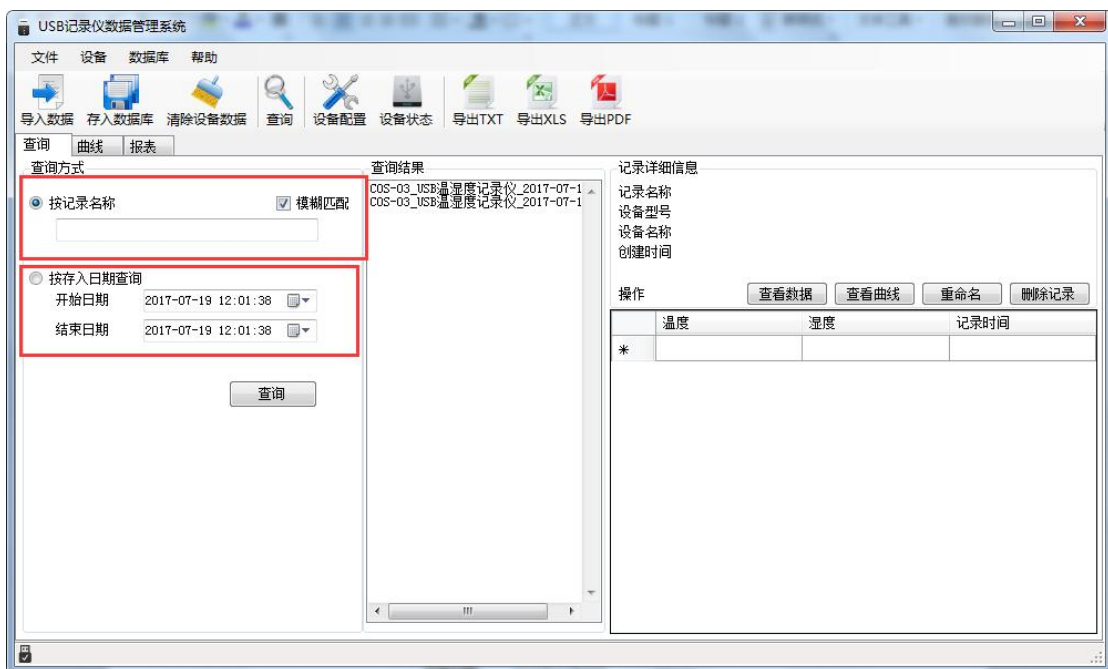 USB记录仪数据管理系统
文件 设备 数据库 帮助
导入数据 存入数据库 清除设备数据 查询 设备配置 设备状态 导出TXT 导出XLS 导出PDF
查询 曲线 报表
查询方式
按记录名称 模糊匹配
按存入日期查询
开始日期 2017-07-19 12:01:38
结束日期 2017-07-19 12:01:38
查询
查询结果
COS-03_USB温湿度记录仪_2017-07-1
COS-03_USB温湿度记录仪_2017-07-1
记录详细信息
记录名称
设备型号
设备名称
创建时间
操作 查看数据 查看曲线 重命名 删除记录
温度 湿度 记录时间
*